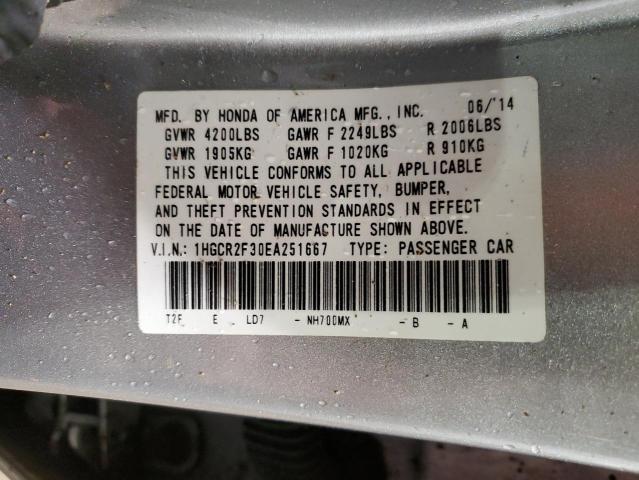 MFD. BY HONDA OF AMERICA MFG., INC. 06/'14
GVWR 4200LBS GAWR F 2249LBS R 2006LBS
GVWR 1905KG GAWR F 1020KG R 910KG
THIS VEHICLE CONFORMS TO ALL APPLICABLE
FEDERAL MOTOR VEHICLE SAFETY, BUMPER,
AND THEFT PREVENTION STANDARDS IN EFFECT
ON THE DATE OF MANUFACTURE SHOWN ABOVE.
V.I.N.: 1HGCR2F30EA251667 TYPE: PASSENGER CAR
T2F E LD7 - NH700MX - B - A